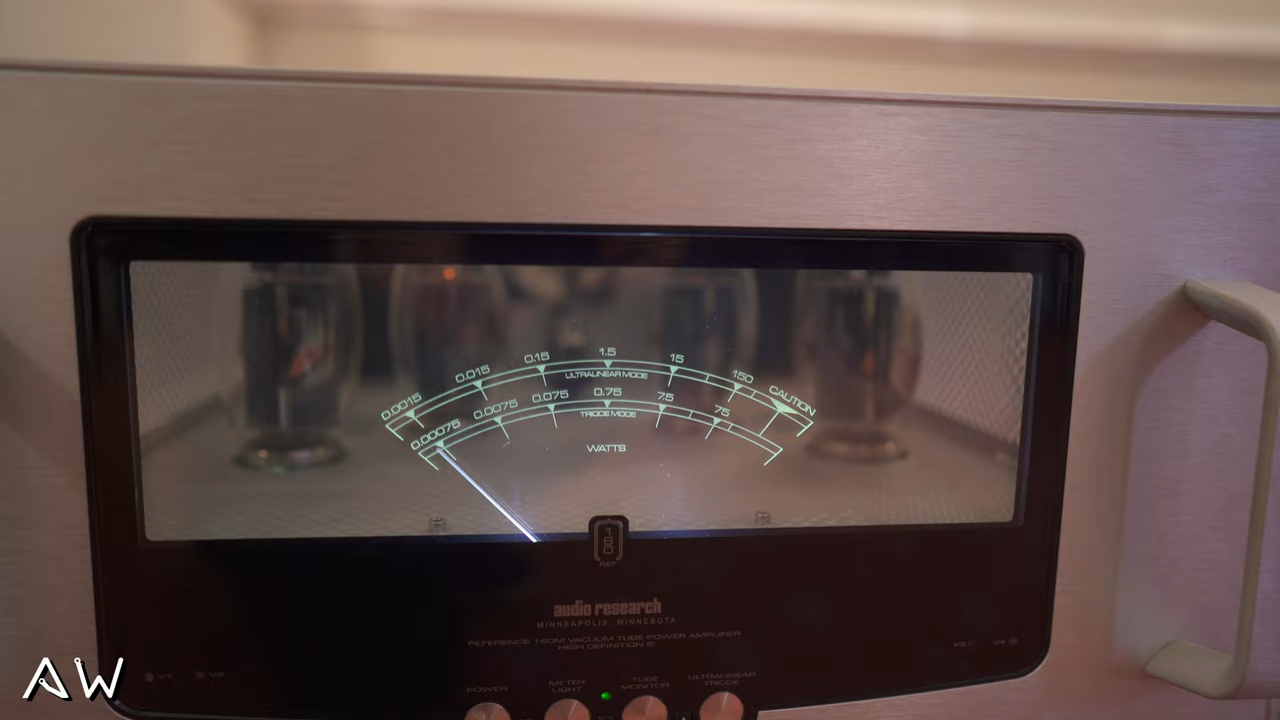 0.0015 0.015 0.15 1.5 15 150 CAUTION
ULTRALINEAR MODE
0.00075 0.0075 0.075 0.75 7.5 75
TRIODE MODE
WATTS
160
REF
audio research
MINNEAPOLIS, MINNESOTA
REFERENCE 160M VACUUM TUBE POWER AMPLIFIER
HIGH DEFINITION ®
V1 V2 V3 V4
POWER
METER
LIGHT
TUBE
MONITOR
ULTRALINEAR
TRIODE
AW